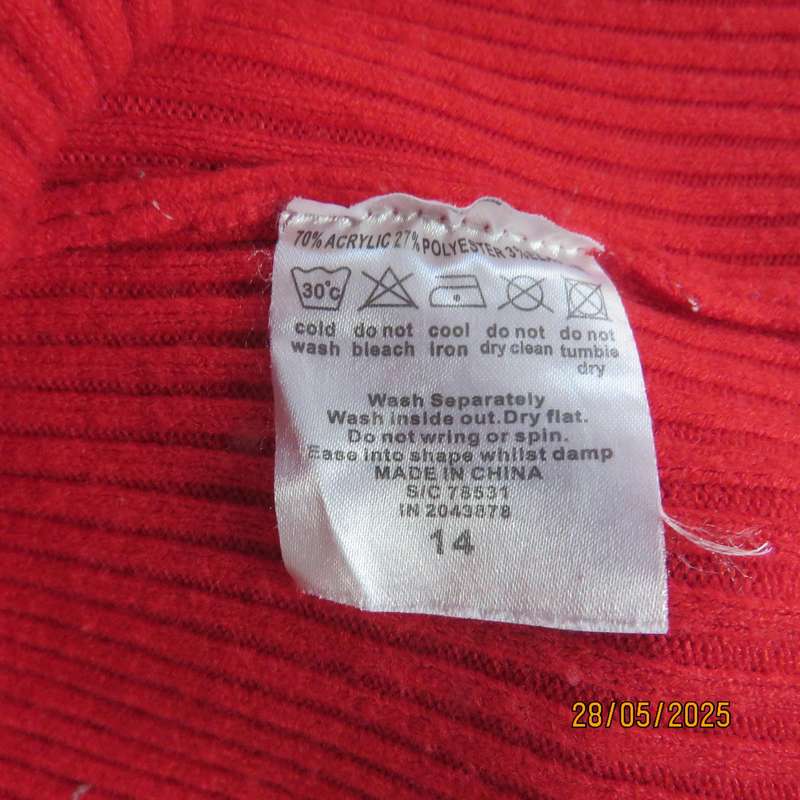 70% ACRYLIC 27% POLYESTER 3%
30°c
cold do not cool do not do not
wash bleach iron dry clean tumble
dry
Wash Separately
Wash inside out.Dry flat.
Do not wring or spin.
Ease into shape whilst damp
MADE IN CHINA
S/C 78531
IN 2043878
14
28/05/2025